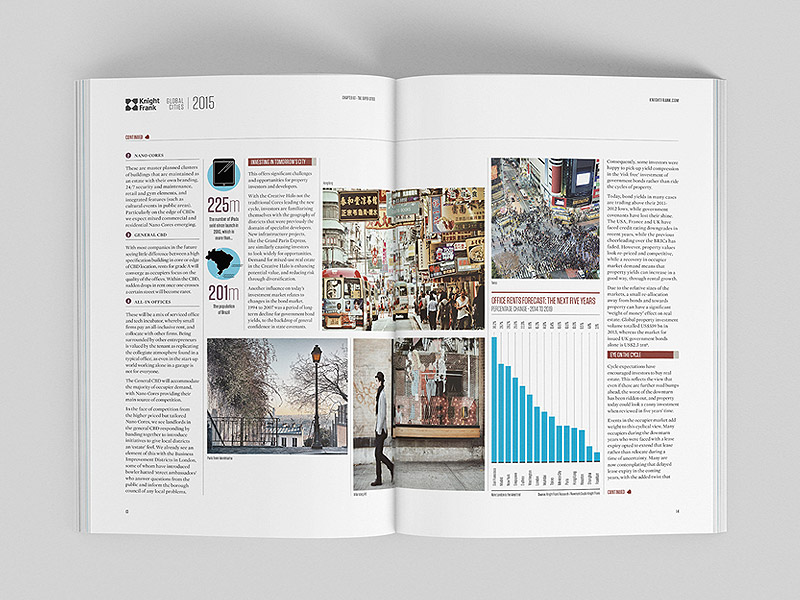 Knight
Frank
GLOBAL
CITIES
2015
CHAPTER 02 - THE SUPER CITIES
KNIGHTFRANK.COM
CONTINUED
1 NANO-CORES
These are master planned clusters
of buildings that are maintained
as an estate with their own branding,
24/7 security and maintenance,
retail and gym elements, and
integrated features (such as
cultural events in public areas).
Particularly on the edge of CBDs
we expect mixed commercial and
residential Nano Cores emerging.
2 GENERAL CBD
With most companies in the future
seeing little difference between a high
specification building in core or edge
of CBD location, rents for grade A will
converge as occupiers focus on the
quality of the offices. Within the CBD,
sudden drops in rent once one crosses
a certain street will become rarer.
3 ALL-IN OFFICES
These will be a mix of serviced office
and tech incubator, whereby small
firms pay an all-inclusive rent, and
collocate with other firms. Being
surrounded by other entrepreneurs
is valued by the tenant as replicating
the collegiate atmosphere found in a
typical office, as even in the start-up
world working alone in a garage is
not for everyone.
The General CBD will accommodate
the majority of occupier demand,
with Nano Cores providing their
main source of competition.
In the face of competition from
the higher priced but tailored
Nano Cores, we see landlords in
the general CBD responding by
banding together to introduce
initiatives to give local districts
an 'estate' feel. We already see an
element of this with the Business
Improvement Districts in London,
some of whom have introduced
bowler hatted 'street ambassadors'
who answer questions from the
public and inform the borough
council of any local problems.
225m
The number of iPads
sold since launch in
2010, which is
more than...
201m
The population
of Brazil
INVESTING IN TOMORROW'S CITY
This offers significant challenges
and opportunities for property
investors and developers.
With the Creative Halo not the
traditional Cores leading the new
cycle, investors are familiarising
themselves with the geography of
districts that were previously the
domain of specialist developers.
New infrastructure projects,
like the Grand Paris Express,
are similarly causing investors
to look widely for opportunities.
Demand for mixed use real estate
in the Creative Halo is enhancing
potential value, and reducing risk
through diversification.
Another influence on today's
investment market relates to
changes in the bond market.
1994 to 2007 was a period of long-
term decline for government bond
yields, to the backdrop of general
confidence in state covenants.
Hong Kong
Paris from Montmartre
Tokyo
OFFICE RENTS FORECAST: THE NEXT FIVE YEARS
PERCENTAGE CHANGE - 2014 TO 2019
Consequently, some investors were
happy to pick up yield compression
in the 'risk free' investment of
government bonds rather than ride
the cycles of property.
Today, bond yields in many cases
are trading above their 2011-
2012 lows, while government
covenants have lost their shine.
The USA, France and UK have
faced credit rating downgrades in
recent years, while the previous
cheerleading over the BRICs has
faded. However, property values
look re-priced and competitive,
while a recovery in occupier
market demand means that
property yields can increase in a
good way, through rental growth.
Due to the relative sizes of the
markets, a small re-allocation
away from bonds and towards
property can have a significant
"weight of money" effect on real
estate. Global property investment
volume totalled US$539 bn in
2013, whereas the market for
issued UK government bonds
alone is US$2.3 trn².
EYE ON THE CYCLE
Cycle expectations have
encouraged investors to buy real
estate. This reflects the view that
even if there are further road bumps
ahead, the worst of the downturn
has been ridden out, and property
today could look a canny investment
when reviewed in five years' time.
Events in the occupier market add
weight to this cyclical view. Many
occupiers during the downturn
years who were faced with a lease
expiry opted to extend that lease
rather than relocate during a
time of uncertainty. Many are
now contemplating that delayed
lease expiry in the coming
years, with the added twist that
CONTINUED
13
14